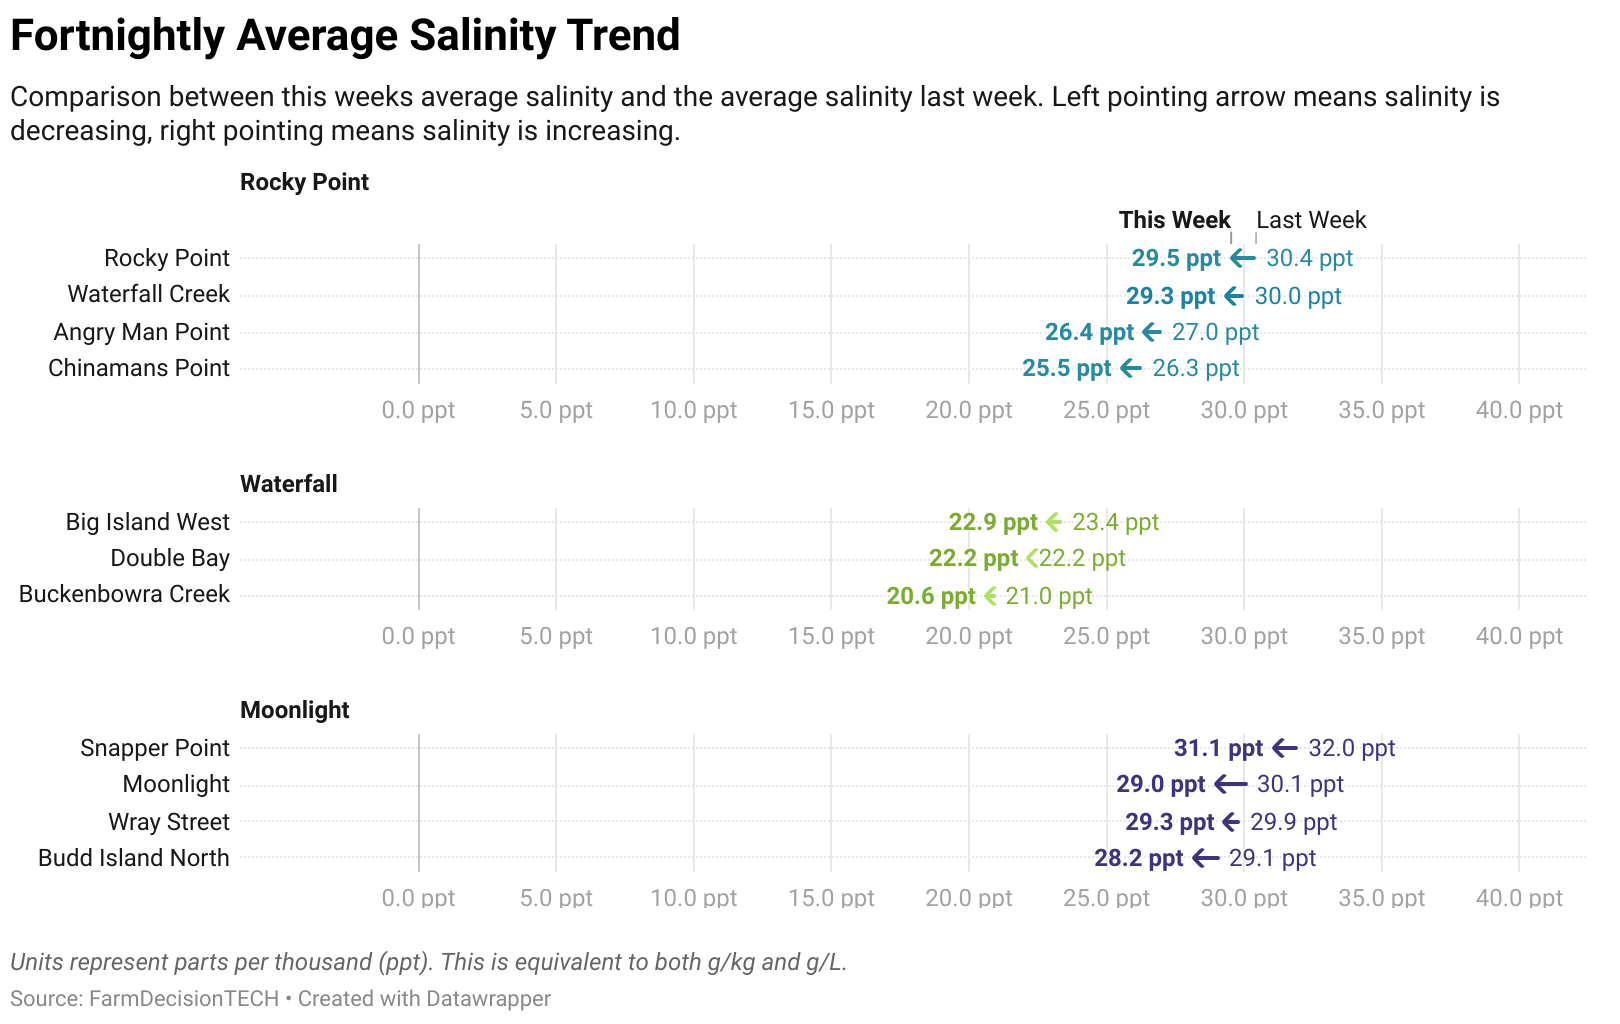 Fortnightly Average Salinity Trend
Comparison between this weeks average salinity and the average salinity last week. Left pointing arrow means salinity is
decreasing, right pointing means salinity is increasing.
Rocky Point
This Week Last Week
Rocky Point 29.5 ppt 30.4 ppt
Waterfall Creek 29.3 ppt 30.0 ppt
Angry Man Point 26.4 ppt 27.0 ppt
Chinamans Point 25.5 ppt 26.3 ppt
0.0 ppt 5.0 ppt 10.0 ppt 15.0 ppt 20.0 ppt 25.0 ppt 30.0 ppt 35.0 ppt 40.0 ppt
Waterfall
Big Island West 22.9 ppt 23.4 ppt
Double Bay 22.2 ppt 22.2 ppt
Buckenbowra Creek 20.6 ppt 21.0 ppt
0.0 ppt 5.0 ppt 10.0 ppt 15.0 ppt 20.0 ppt 25.0 ppt 30.0 ppt 35.0 ppt 40.0 ppt
Moonlight
Snapper Point 31.1 ppt 32.0 ppt
Moonlight 29.0 ppt 30.1 ppt
Wray Street 29.3 ppt 29.9 ppt
Budd Island North 28.2 ppt 29.1 ppt
0.0 ppt 5.0 ppt 10.0 ppt 15.0 ppt 20.0 ppt 25.0 ppt 30.0 ppt 35.0 ppt 40.0 ppt
Units represent parts per thousand (ppt). This is equivalent to both g/kg and g/L.
Source: FarmDecisionTECH • Created with Datawrapper